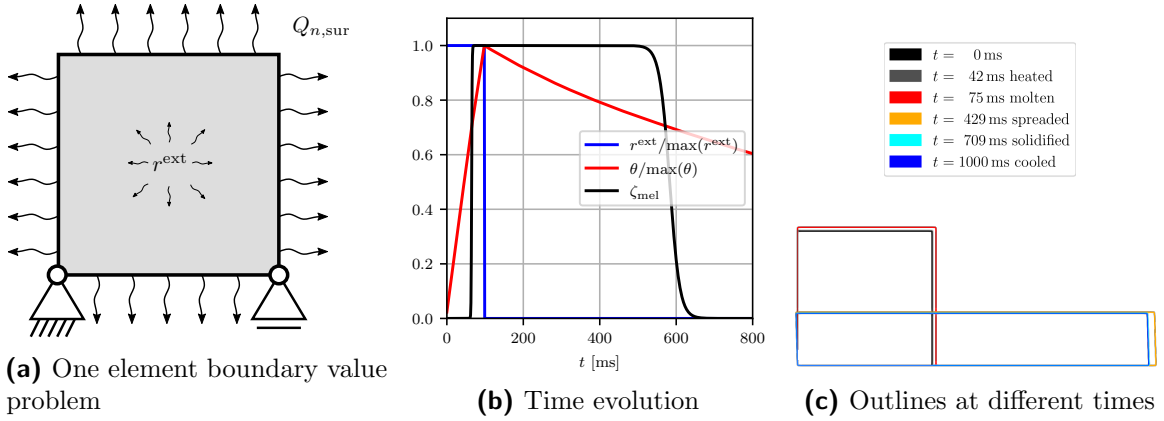 Q_{n,sur}
r^{ext}
(a) One element boundary value
problem
1.0
0.8
0.6
0.4
0.2
0.0
r^{ext}/max(r^{ext})
θ/max(θ)
ζ_{mel}
0 200 400 600 800
t [ms]
(b) Time evolution
t = 0 ms
t = 42 ms heated
t = 75 ms molten
t = 429 ms spreaded
t = 709 ms solidified
t = 1000 ms cooled
(c) Outlines at different times